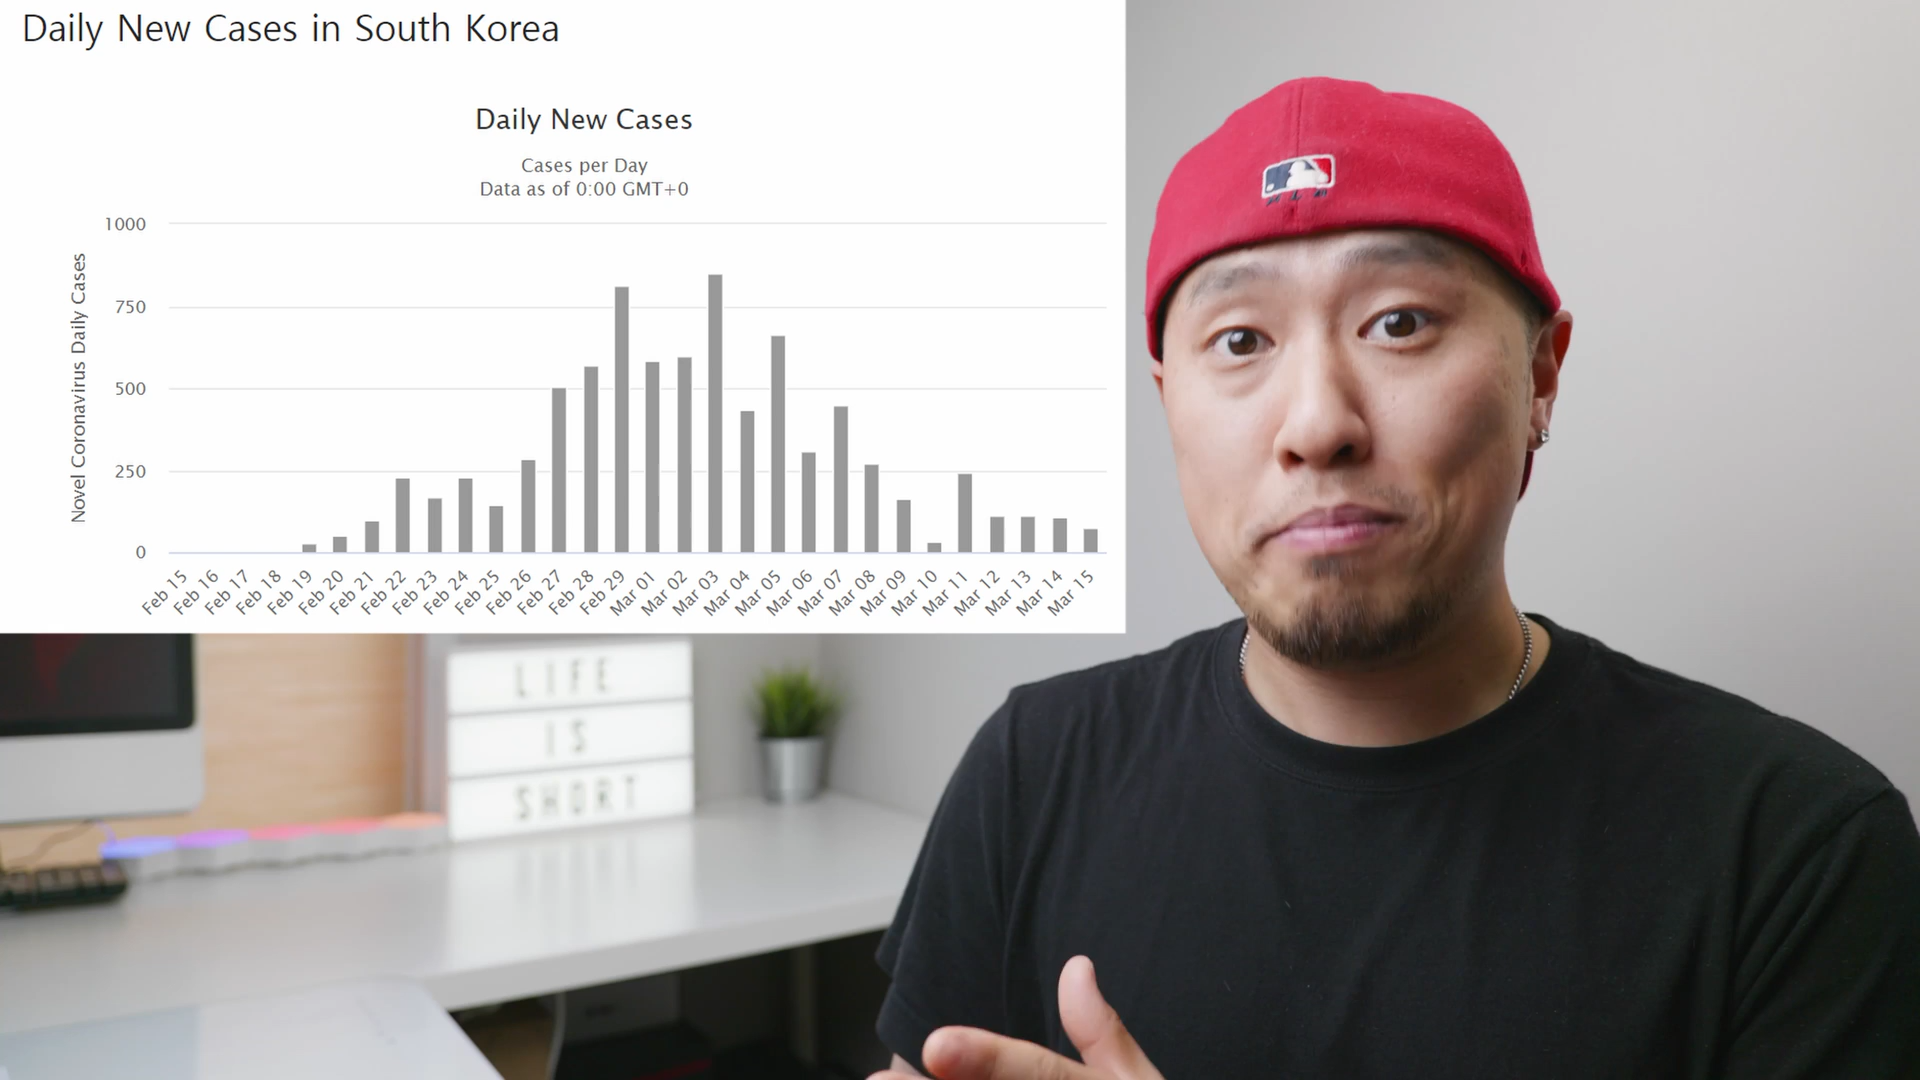 Daily New Cases in South Korea
Daily New Cases
Cases per Day
Data as of 0:00 GMT+0
Novel Coronavirus Daily Cases
1000
750
500
250
0
Feb 15
Feb 16
Feb 17
Feb 18
Feb 19
Feb 20
Feb 21
Feb 22
Feb 23
Feb 24
Feb 25
Feb 26
Feb 27
Feb 28
Feb 29
Mar 01
Mar 02
Mar 03
Mar 04
Mar 05
Mar 06
Mar 07
Mar 08
Mar 09
Mar 10
Mar 11
Mar 12
Mar 13
Mar 14
Mar 15
LIFE
IS
SHORT